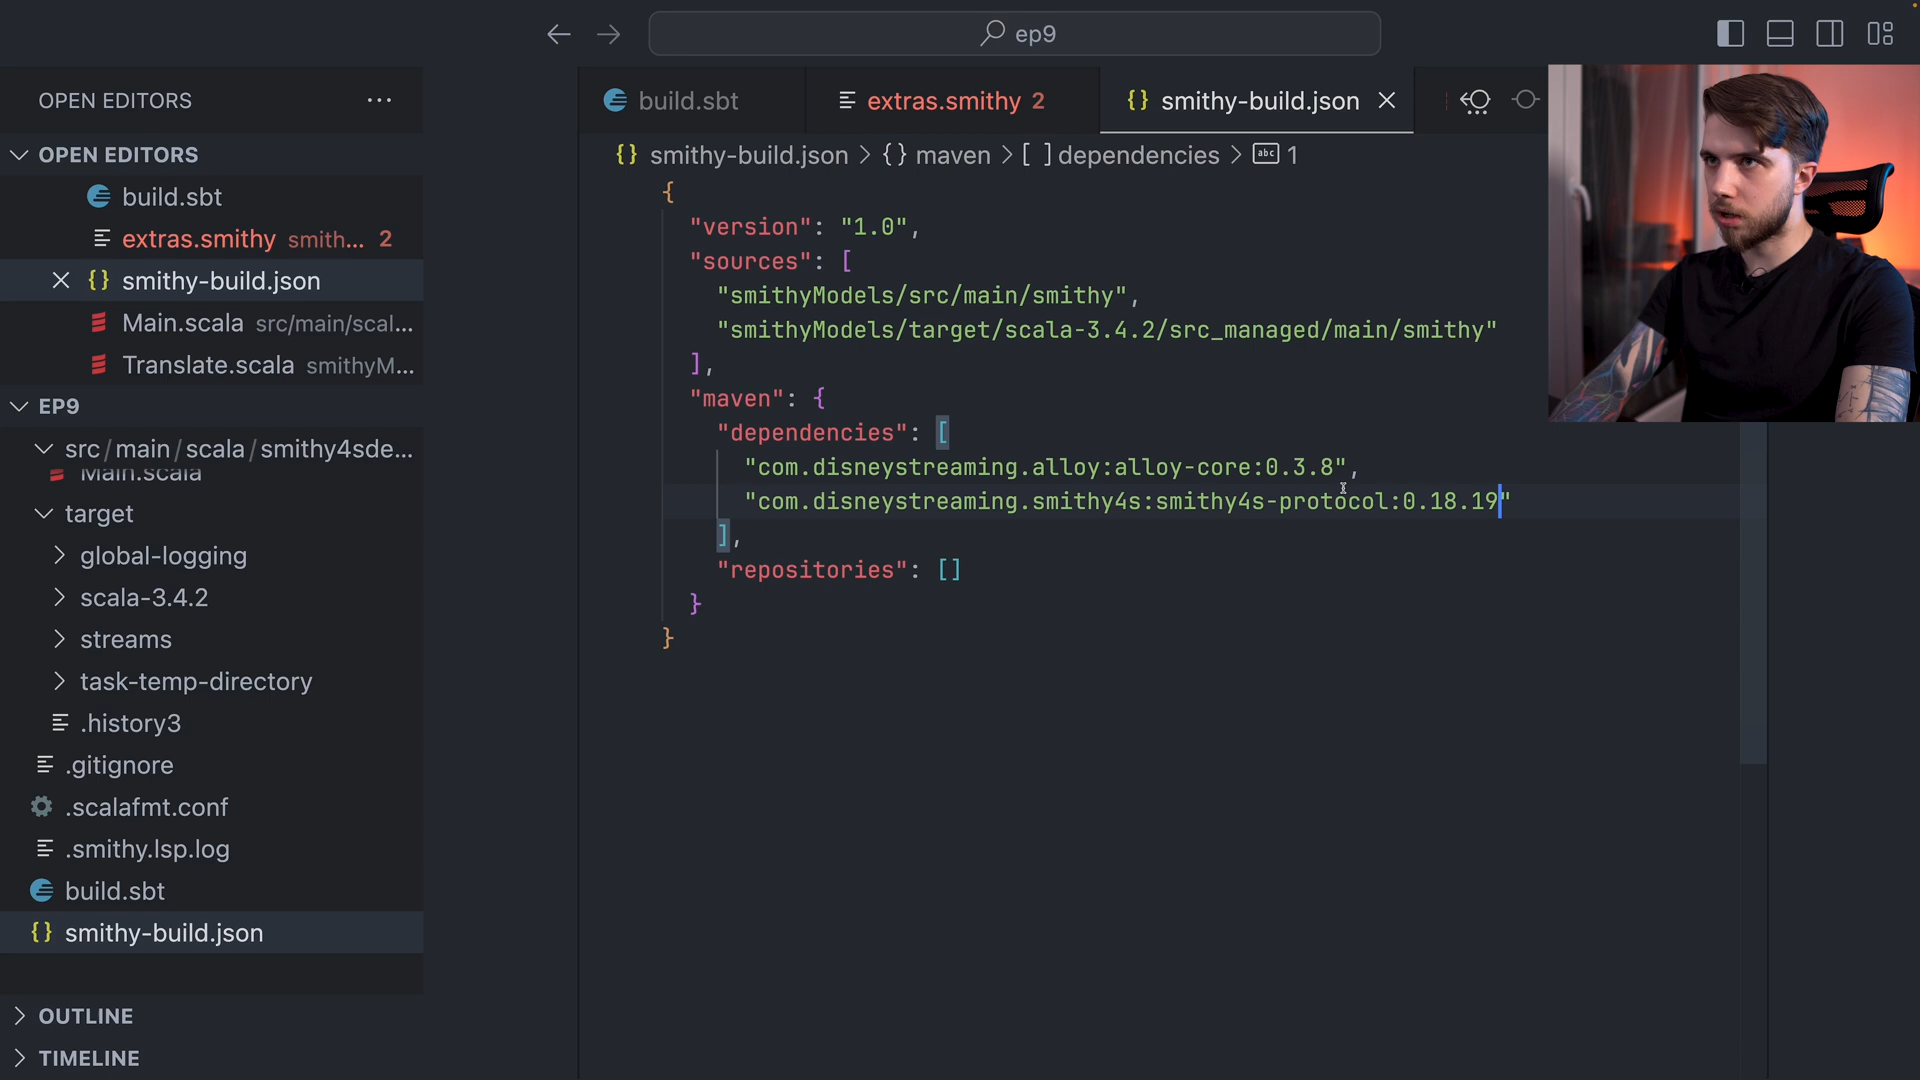 ep9
OPEN EDITORS
OPEN EDITORS
build.sbt
extras.smithy smith... 2
smithy-build.json
Main.scala src/main/scal...
Translate.scala smithyM...
EP9
src/main/scala/smithy4sde...
Main.scala
target
global-logging
scala-3.4.2
streams
task-temp-directory
.history3
.gitignore
.scalafmt.conf
.smithy.lsp.log
build.sbt
smithy-build.json
OUTLINE
TIMELINE
build.sbt
extras.smithy 2
{} smithy-build.json
{} smithy-build.json > {} maven > [ ] dependencies > abc 1
{
"version": "1.0",
"sources": [
"smithyModels/src/main/smithy",
"smithyModels/target/scala-3.4.2/src_managed/main/smithy"
],
"maven": {
"dependencies": [
"com.disneystreaming.alloy:alloy-core:0.3.8",
"com.disneystreaming.smithy4s:smithy4s-protocol:0.18.19"
],
"repositories": []
}
}